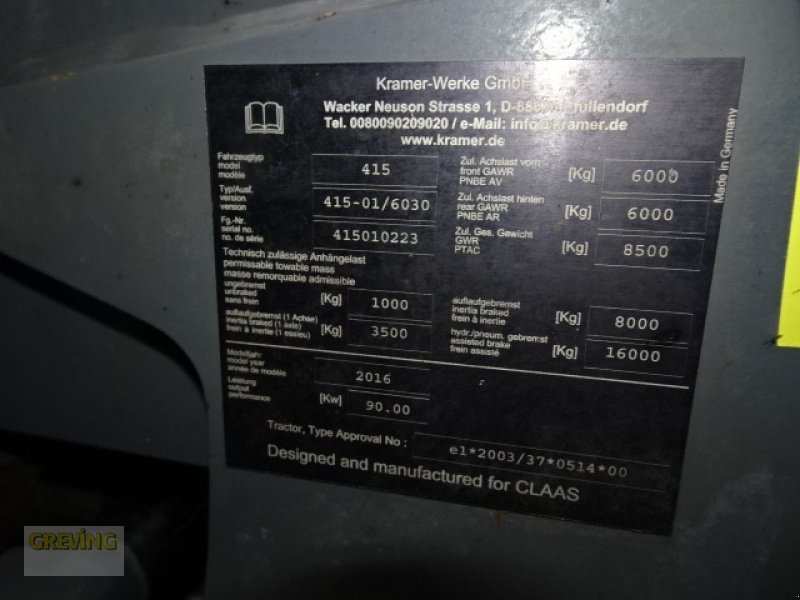 Kramer-Werke GmbH
Wacker Neuson Strasse 1, Pfullendorf
Tel. 0080090209020 / e-Mail: info@kramer.de
www.kramer.de
Made in Germany
Fahrzeugtyp
model
modèle
415
Zul. Achslast vorn
front GAWR
PNBE AV
[Kg]
6000
Typ/Ausf.
version
version
415-01/6030
Zul. Achslast hinten
rear GAWR
PNBE AR
[Kg]
6000
Fg.-Nr.
serial no.
no. de série
415010223
Zul. Ges. Gewicht
GWR
PTAC
[Kg]
8500
Technisch zulässige Anhängelast
permissable towable mass
masse remorquable admissible
ungebremst
unbraked
sans frein
[Kg]
1000
auflaufgebremst
inertia braked
frein à inertie
[Kg]
8000
auflaufgebremst (1 Achse)
inertia braked (1 axle)
frein à inertie (1 essieu)
[Kg]
3500
hydr./pneum. gebremst
assisted brake
frein assisté
[Kg]
16000
Modelljahr
model year
année de modèle
2016
Leistung
output
performance
[Kw]
90.00
Tractor, Type Approval No :
e1*2003/37*0514*00
Designed and manufactured for CLAAS
GREVING